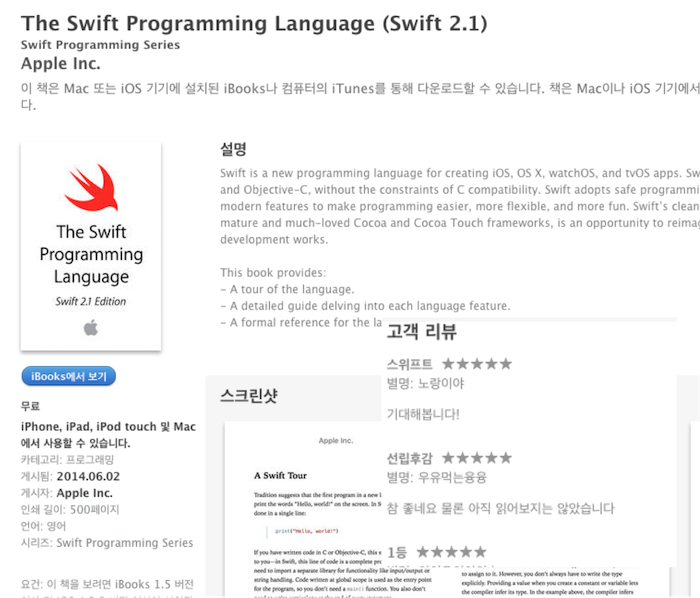 The Swift Programming Language (Swift 2.1)
Swift Programming Series
Apple Inc.
이 책은 Mac 또는 iOS 기기에 설치된 iBooks나 컴퓨터의 iTunes를 통해 다운로드할 수 있습니다. 책은 Mac이나 iOS 기기에서
다.
The Swift
Programming
Language
Swift 2.1 Edition
iBooks에서 보기
무료
iPhone, iPad, iPod touch 및 Mac
에서 사용할 수 있습니다.
카테고리: 프로그래밍
게시됨: 2014.06.02
게시자: Apple Inc.
인쇄 길이: 500페이지
언어: 영어
시리즈: Swift Programming Series
요건: 이 책을 보려면 iBooks 1.5 버전
설명
Swift is a new programming language for creating iOS, OS X, watchOS, and tvOS apps. Sw
and Objective-C, without the constraints of C compatibility. Swift adopts safe programmi
modern features to make programming easier, more flexible, and more fun. Swift's clean
mature and much-loved Cocoa and Cocoa Touch frameworks, is an opportunity to reimag
development works.
This book provides:
- A tour of the language.
- A detailed guide delving into each language feature.
- A formal reference for the la
스크린샷
Apple Inc.
A Swift Tour
Tradition suggests that the first program in a new l
print the words "Hello, world!" on the screen. In S
done in a single line:
print("Hello, world!")
If you have written code in C or Objective-C, this s
to you—in Swift, this line of code is a complete pro
need to import a separate library for functionality like input/output or
string handling. Code written at global scope is used as the entry point
for the program, so you don't need a main() function. You also don't
고객 리뷰
스위프트 ★★★★★
별명: 노랑이야
기대해봅니다!
선립후감 ★★★★★
별명: 우유먹는융융
참 좋네요 물론 아직 읽어보지는 않았습니다
1등 ★★★★★
to assign to it. However, you don't always have to write the type
explicitly. Providing a value when you create a constant or variable lets
the compiler infer its type. In the example above, the compiler infers